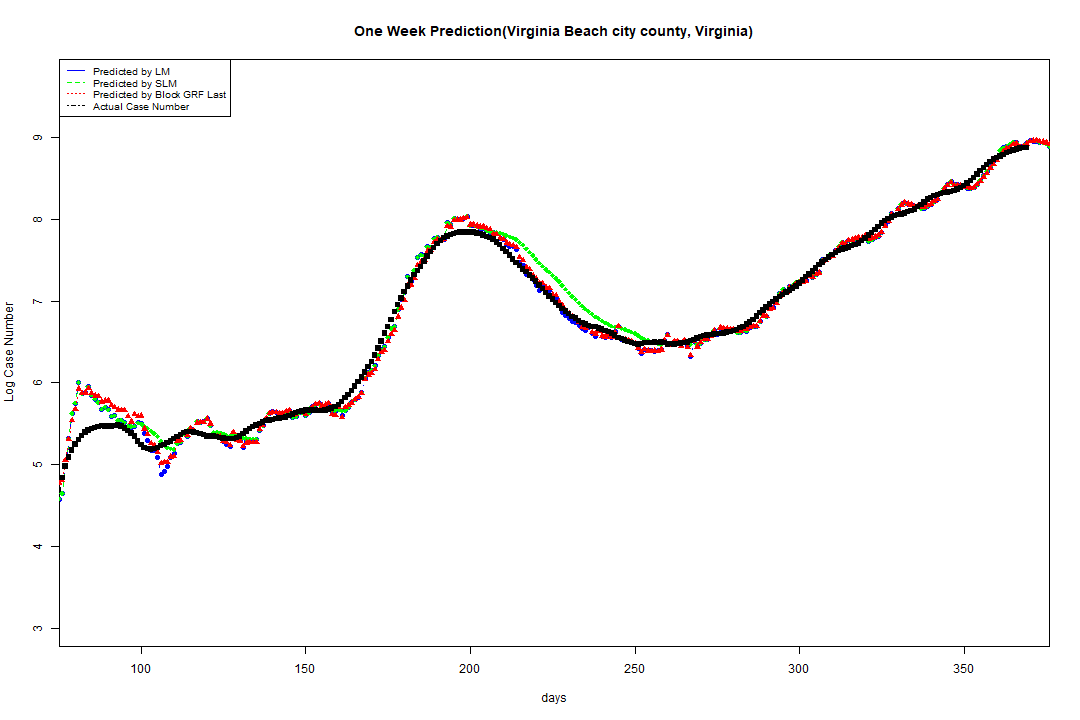 One Week Prediction(Virginia Beach city county, Virginia)
Predicted by LM
Predicted by SLM
Predicted by Block GRF Last
Actual Case Number
9
8
7
6
5
4
3
Log Case Number
100 150 200 250 300 350
days